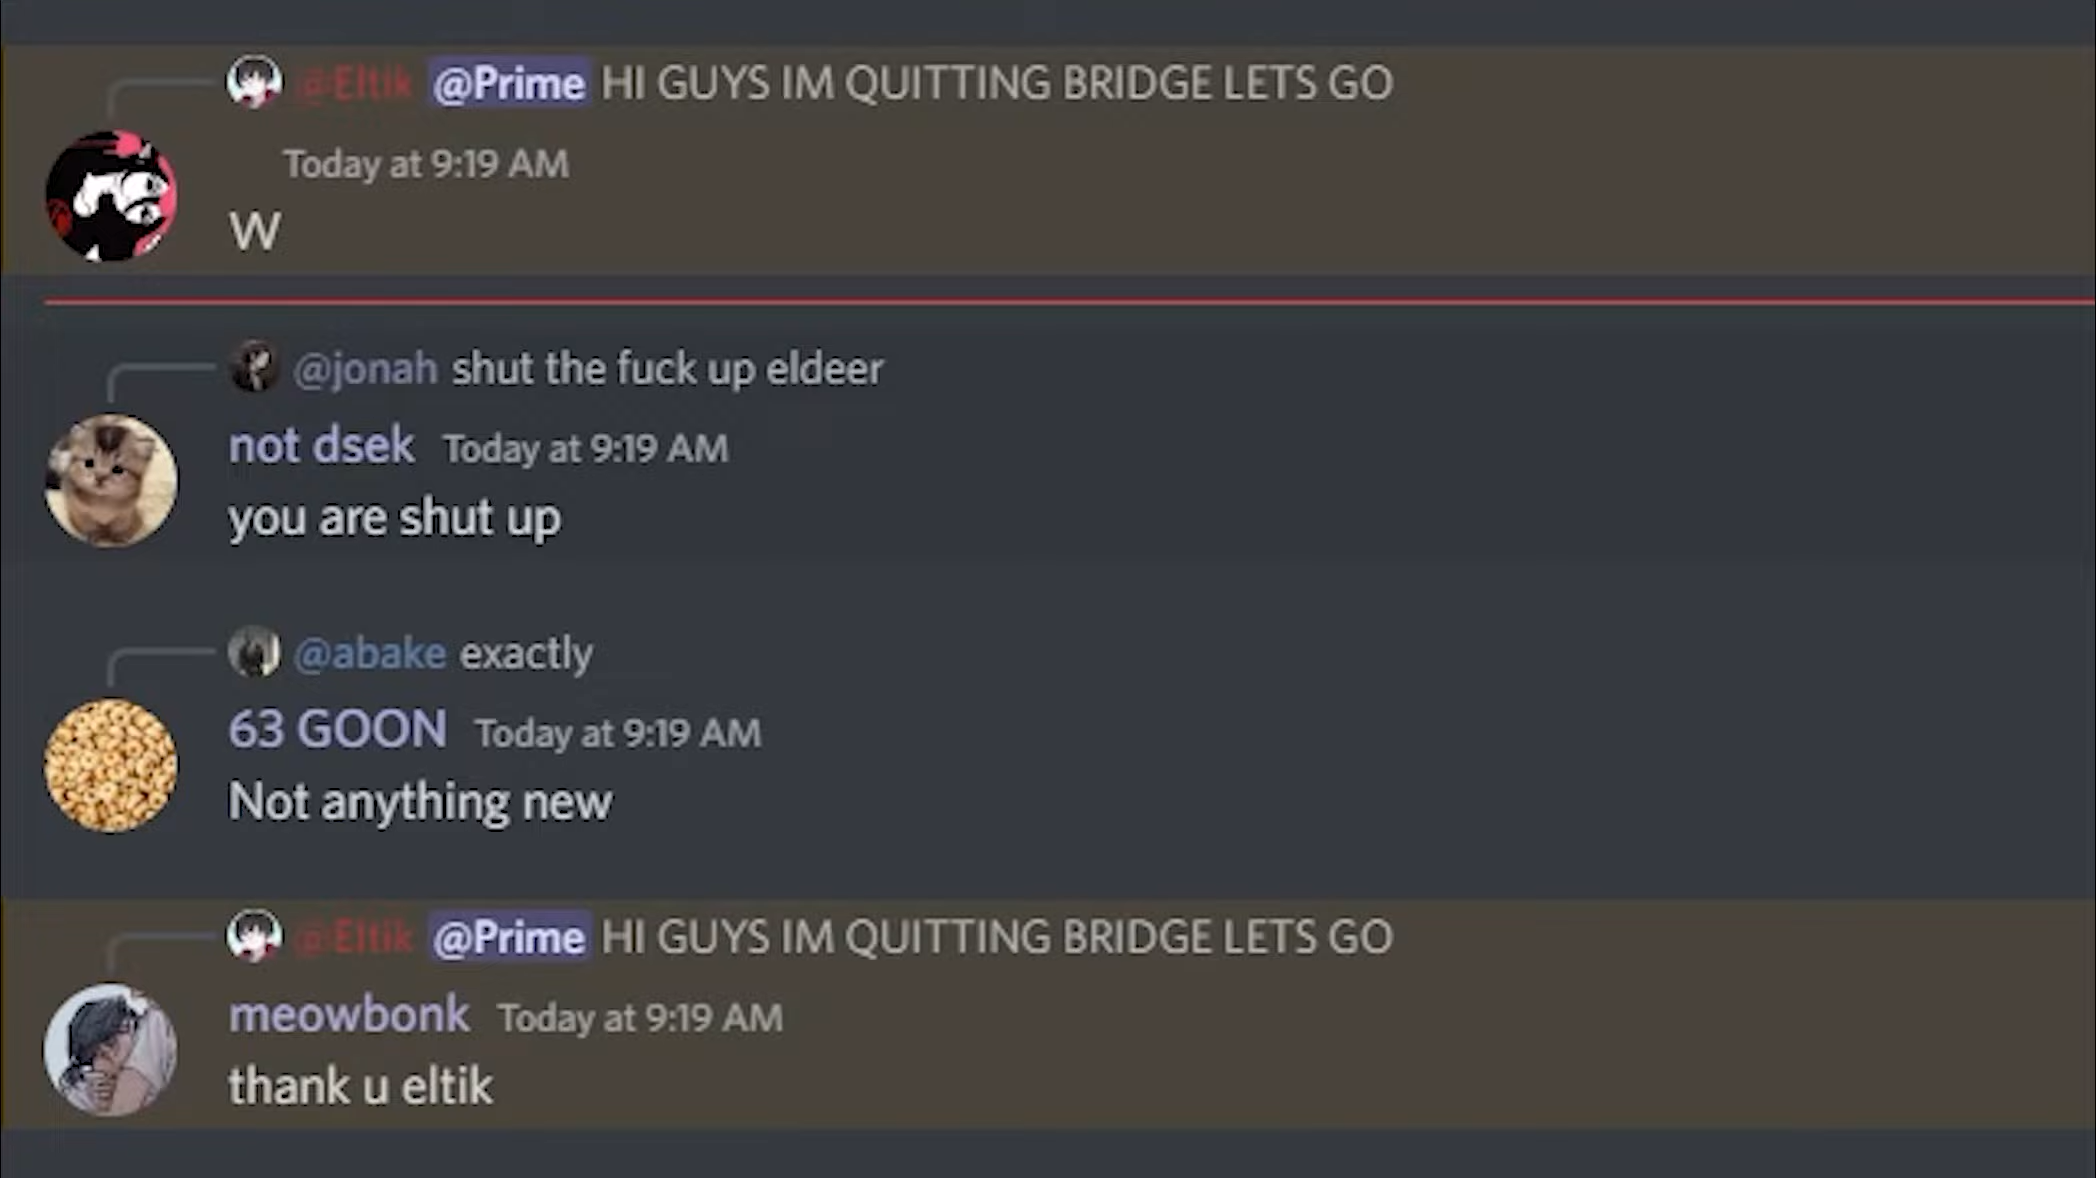 @Eltik @Prime HI GUYS IM QUITTING BRIDGE LETS GO
Today at 9:19 AM
W
@jonah shut the fuck up eldeer
not dsek Today at 9:19 AM
you are shut up
@abake exactly
63 GOON Today at 9:19 AM
Not anything new
@Eltik @Prime HI GUYS IM QUITTING BRIDGE LETS GO
meowbonk Today at 9:19 AM
thank u eltik